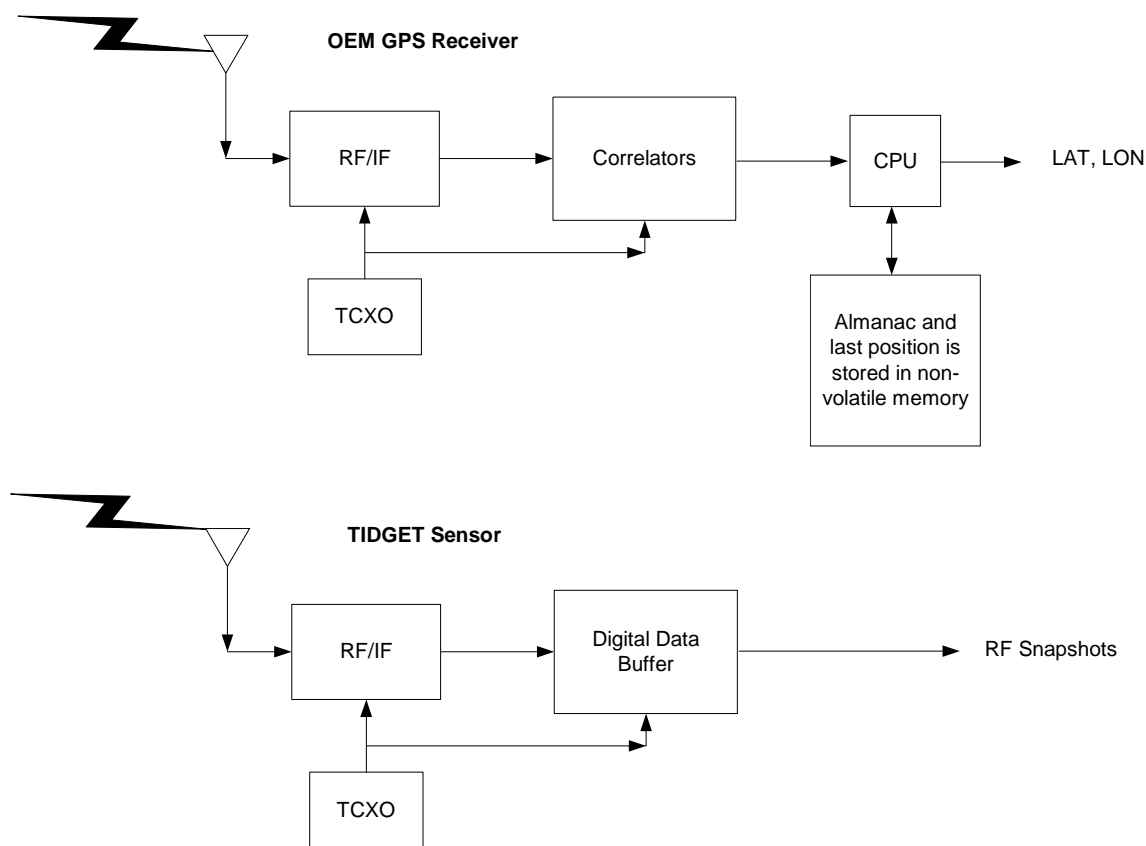 OEM GPS Receiver
RF/IF
Correlators
CPU
LAT, LON
TCXO
Almanac and
last position is
stored in non-
volatile memory
TIDGET Sensor
RF/IF
Digital Data
Buffer
RF Snapshots
TCXO